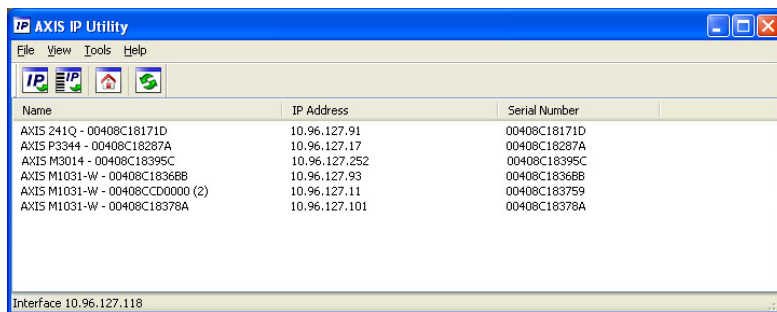 IP AXIS IP Utility
File View Tools Help
IP IP
Name IP Address Serial Number
AXIS 241Q - 00408C18171D 10.96.127.91 00408C18171D
AXIS P3344 - 00408C18287A 10.96.127.17 00408C18287A
AXIS M3014 - 00408C18395C 10.96.127.252 00408C18395C
AXIS M1031-W - 00408C1836BB 10.96.127.93 00408C1836BB
AXIS M1031-W - 00408CCD0000 (2) 10.96.127.11 00408C183759
AXIS M1031-W - 00408C18378A 10.96.127.101 00408C18378A
Interface 10.96.127.118